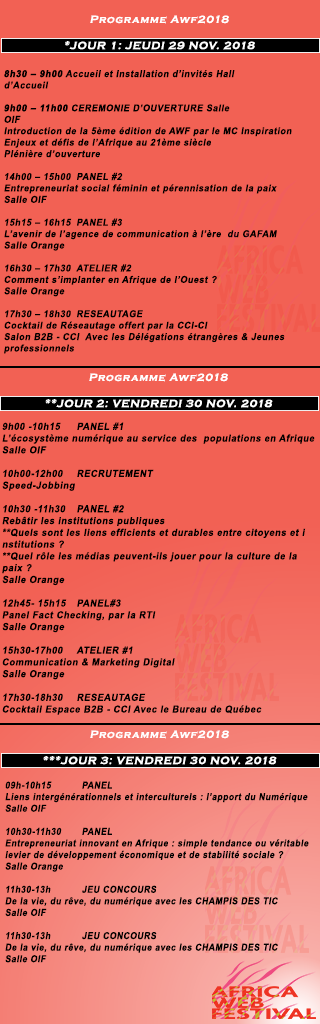 Programme Awf2018
*JOUR 1: JEUDI 29 NOV. 2018
8h30 – 9h00 Accueil et Installation d'invités Hall
d'Accueil
9h00 – 11h00 CEREMONIE D'OUVERTURE Salle
OIF
Introduction de la 5ème édition de AWF par le MC Inspiration
Enjeux et défis de l'Afrique au 21ème siècle
Plénière d'ouverture
14h00 – 15h00 PANEL #2
Entrepreneuriat social féminin et pérennisation de la paix
Salle OIF
15h15 – 16h15 PANEL #3
L'avenir de l'agence de communication à l'ère du GAFAM
Salle Orange
16h30 – 17h30 ATELIER #2
Comment s'implanter en Afrique de l'Ouest ?
Salle Orange
17h30 – 18h30 RESEAUTAGE
Cocktail de Réseautage offert par la CCI-CI
Salon B2B - CCI Avec les Délégations étrangères & Jeunes
professionnels
AFRICA
WEB
FESTIVAL
Programme Awf2018
**JOUR 2: VENDREDI 30 NOV. 2018
9h00 -10h15 PANEL #1
L'écosystème numérique au service des populations en Afrique
Salle OIF
10h00-12h00 RECRUTEMENT
Speed-Jobbing
10h30 -11h30 PANEL #2
Rebâtir les institutions publiques
**Quels sont les liens efficients et durables entre citoyens et i
nstitutions ?
**Quel rôle les médias peuvent-ils jouer pour la culture de la
paix ?
Salle Orange
12h45- 15h15 PANEL#3
Panel Fact Checking, par la RTI
Salle Orange
15h30-17h00 ATELIER #1
Communication & Marketing Digital
Salle Orange
17h30-18h30 RESEAUTAGE
Cocktail Espace B2B - CCI Avec le Bureau de Québec
AFRICA
WEB
FESTIVAL
Programme Awf2018
***JOUR 3: VENDREDI 30 NOV. 2018
09h-10h15 PANEL
Liens intergénérationnels et interculturels : l'apport du Numérique
Salle OIF
10h30-11h30 PANEL
Entrepreneuriat innovant en Afrique : simple tendance ou véritable
levier de développement économique et de stabilité sociale ?
Salle Orange
11h30-13h JEU CONCOURS
De la vie, du rêve, du numérique avec les CHAMPIS DES TIC
Salle OIF
11h30-13h JEU CONCOURS
De la vie, du rêve, du numérique avec les CHAMPIS DES TIC
Salle OIF
AFRICA
WEB
FESTIVAL
AFRICA
WEB
FESTIVAL